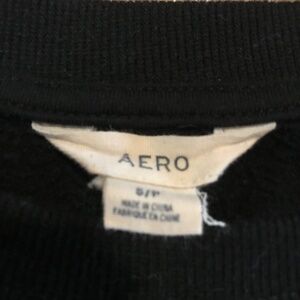 AERO
S/P
MADE IN CHINA
FABRIQUÉ EN CHINE